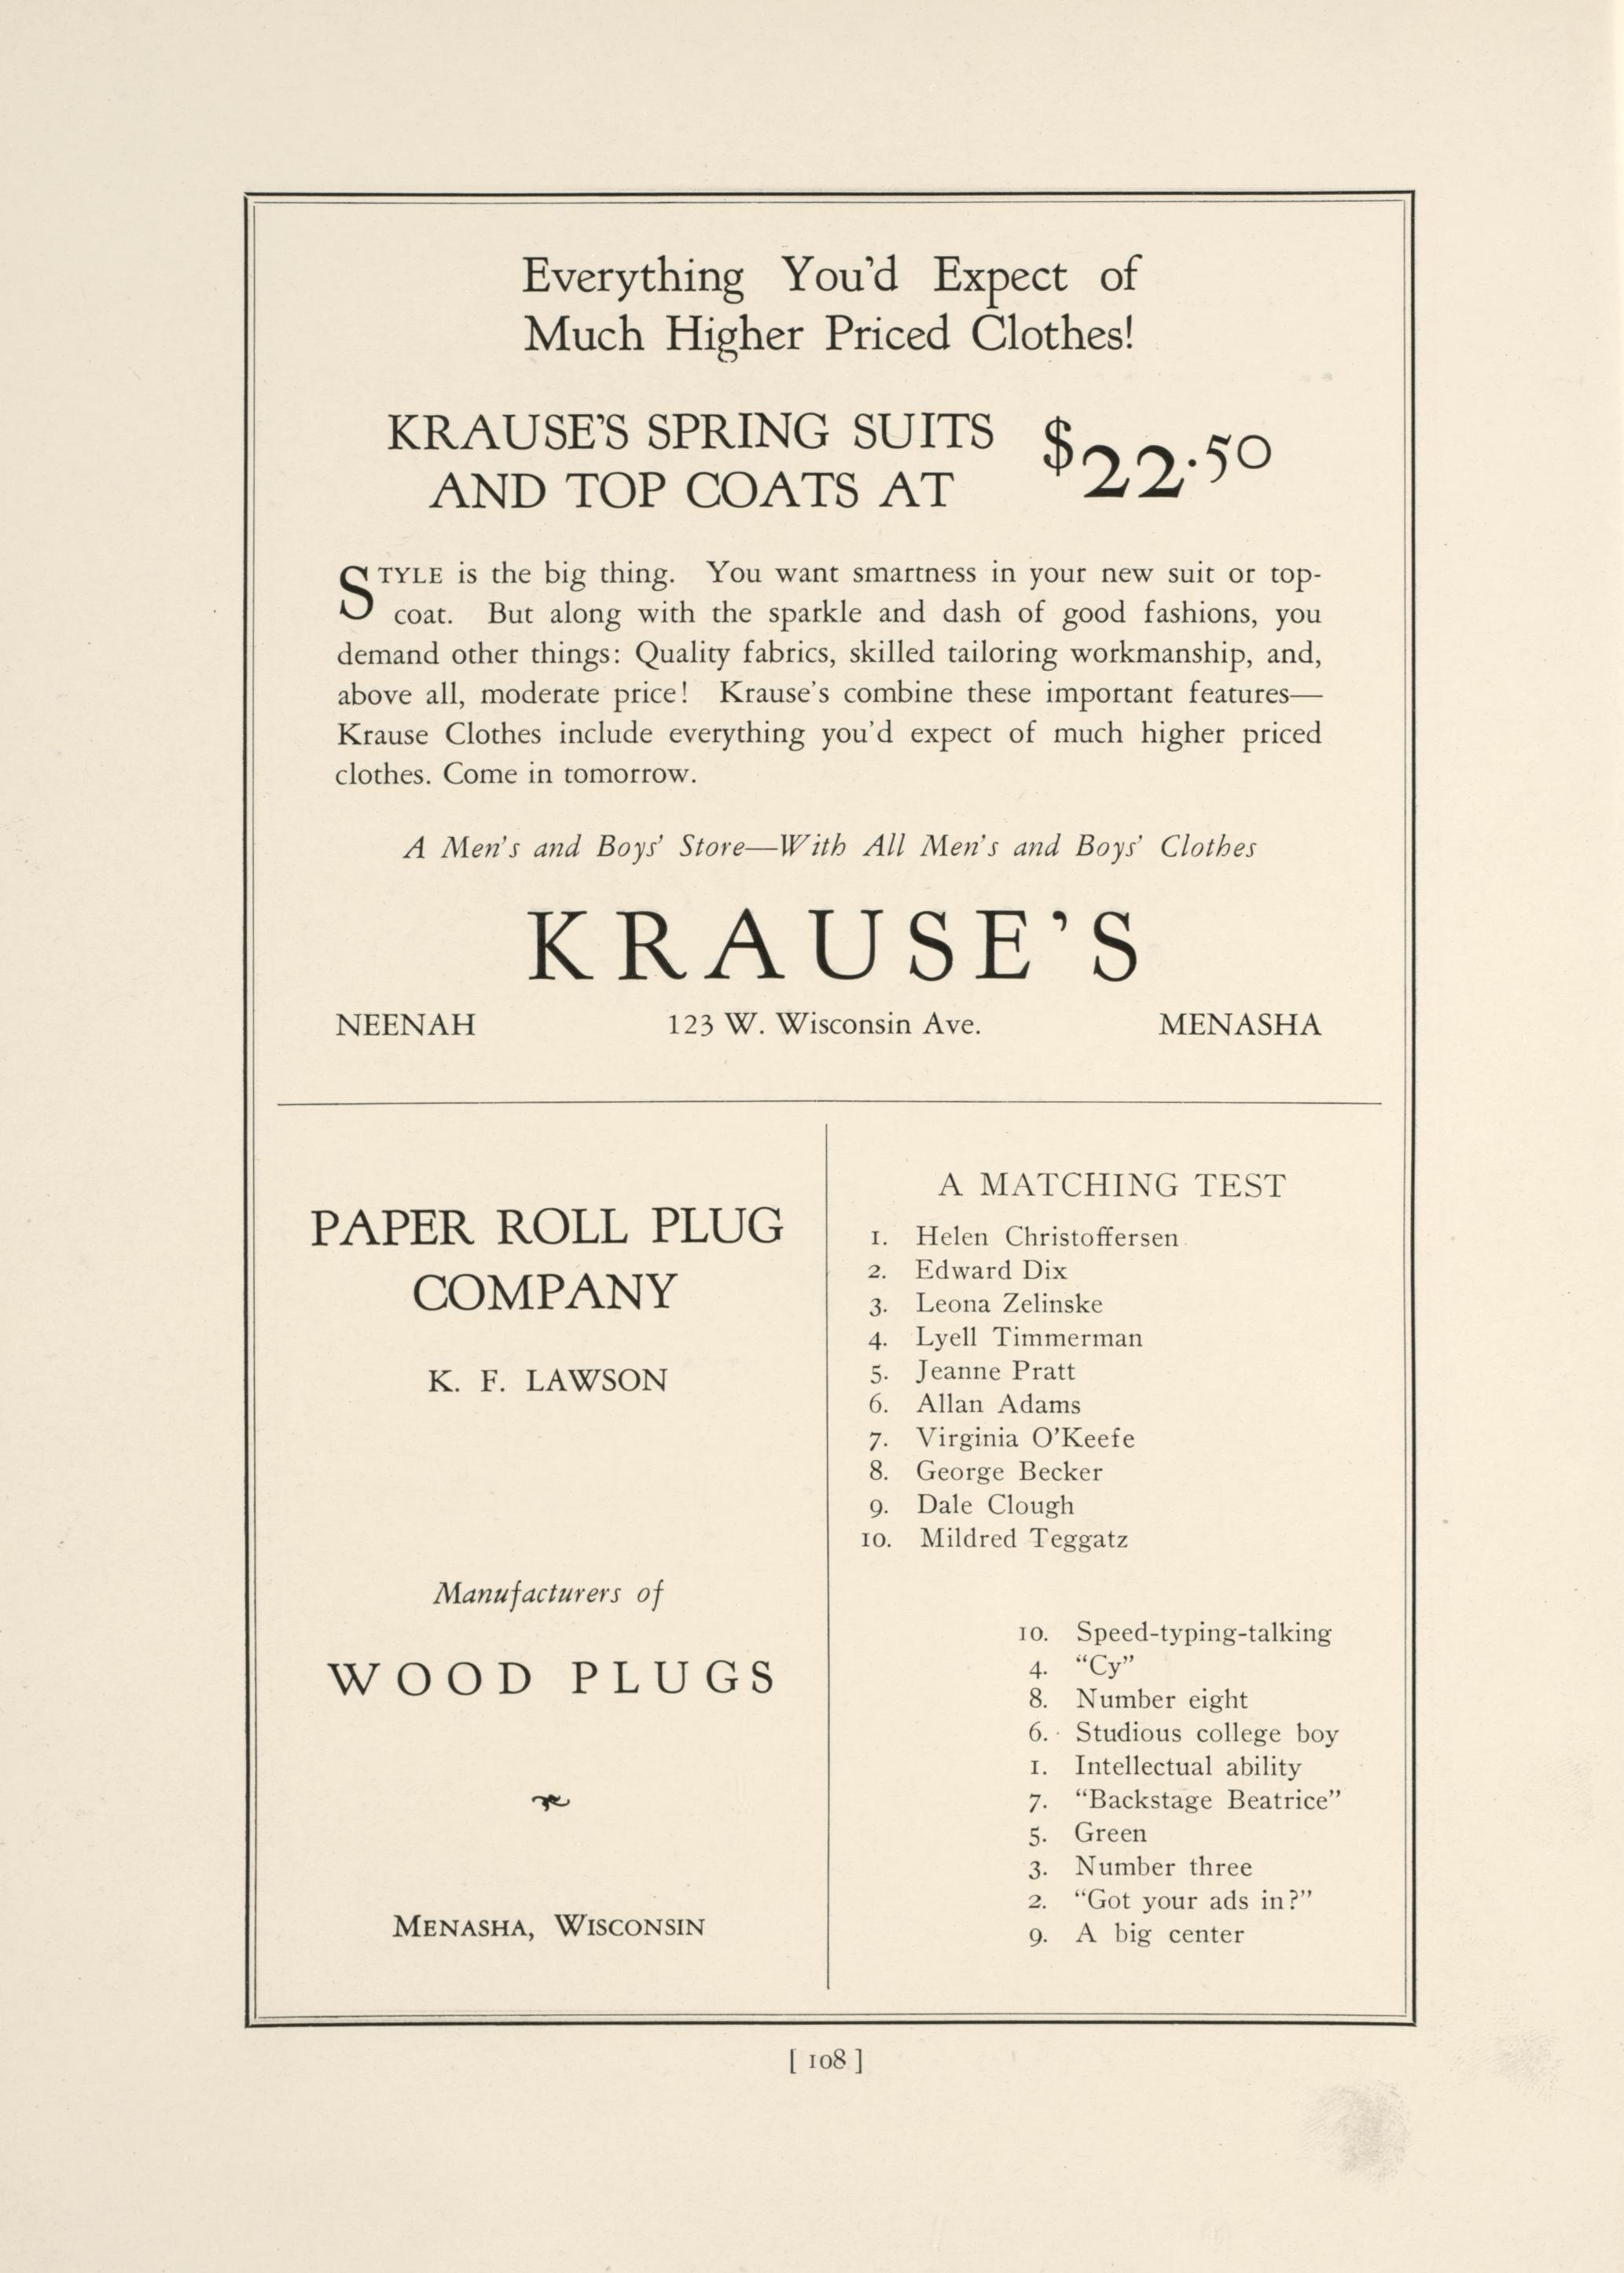 Everything You'd Expect of
Much Higher Priced Clothes!
KRAUSE'S SPRING SUITS
AND TOP COATS AT
$22.50
STYLE is the big thing. You want smartness in your new suit or top-
coat. But along with the sparkle and dash of good fashions, you
demand other things: Quality fabrics, skilled tailoring workmanship, and,
above all, moderate price! Krause's combine these important features—
Krause Clothes include everything you'd expect of much higher priced
clothes. Come in tomorrow.
A Men's and Boys' Store—With All Men's and Boys' Clothes
KRAUSE'S
NEENAH 123 W. Wisconsin Ave. MENASHA
PAPER ROLL PLUG
COMPANY
K. F. LAWSON
Manufacturers of
WOOD PLUGS
MENASHA, WISCONSIN
A MATCHING TEST
1. Helen Christoffersen
2. Edward Dix
3. Leona Zelinske
4. Lyell Timmerman
5. Jeanne Pratt
6. Allan Adams
7. Virginia O'Keefe
8. George Becker
9. Dale Clough
10. Mildred Teggatz
10. Speed-typing-talking
4. "Cy"
8. Number eight
6. Studious college boy
1. Intellectual ability
7. "Backstage Beatrice"
5. Green
3. Number three
2. "Got your ads in?"
9. A big center
[ 108 ]